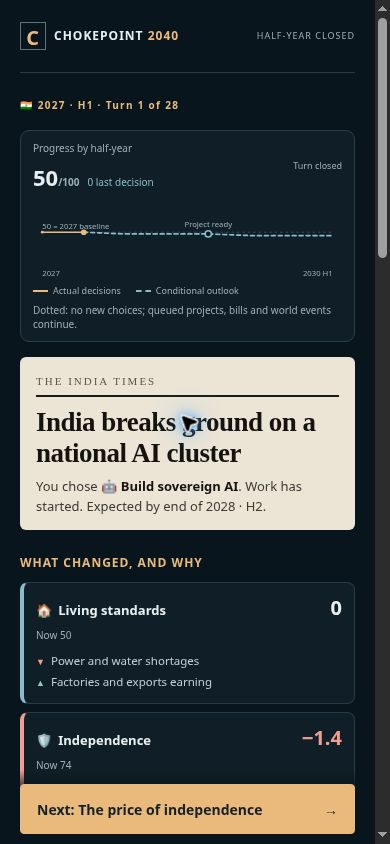 C CHOKEPOINT 2040 HALF-YEAR CLOSED
2027 · H1 · Turn 1 of 28
Progress by half-year
Turn closed
50/100 0 last decision
50 = 2027 baseline
Project ready
2027 2030 H1
Actual decisions Conditional outlook
Dotted: no new choices; queued projects, bills and world events
continue.
THE INDIA TIMES
India breaks ground on a
national AI cluster
You chose 🤖 Build sovereign AI. Work has
started. Expected by end of 2028 · H2.
WHAT CHANGED, AND WHY
Living standards 0
Now 50
▼ Power and water shortages
▲ Factories and exports earning
Independence −1.4
Now 74
Next: The price of independence →